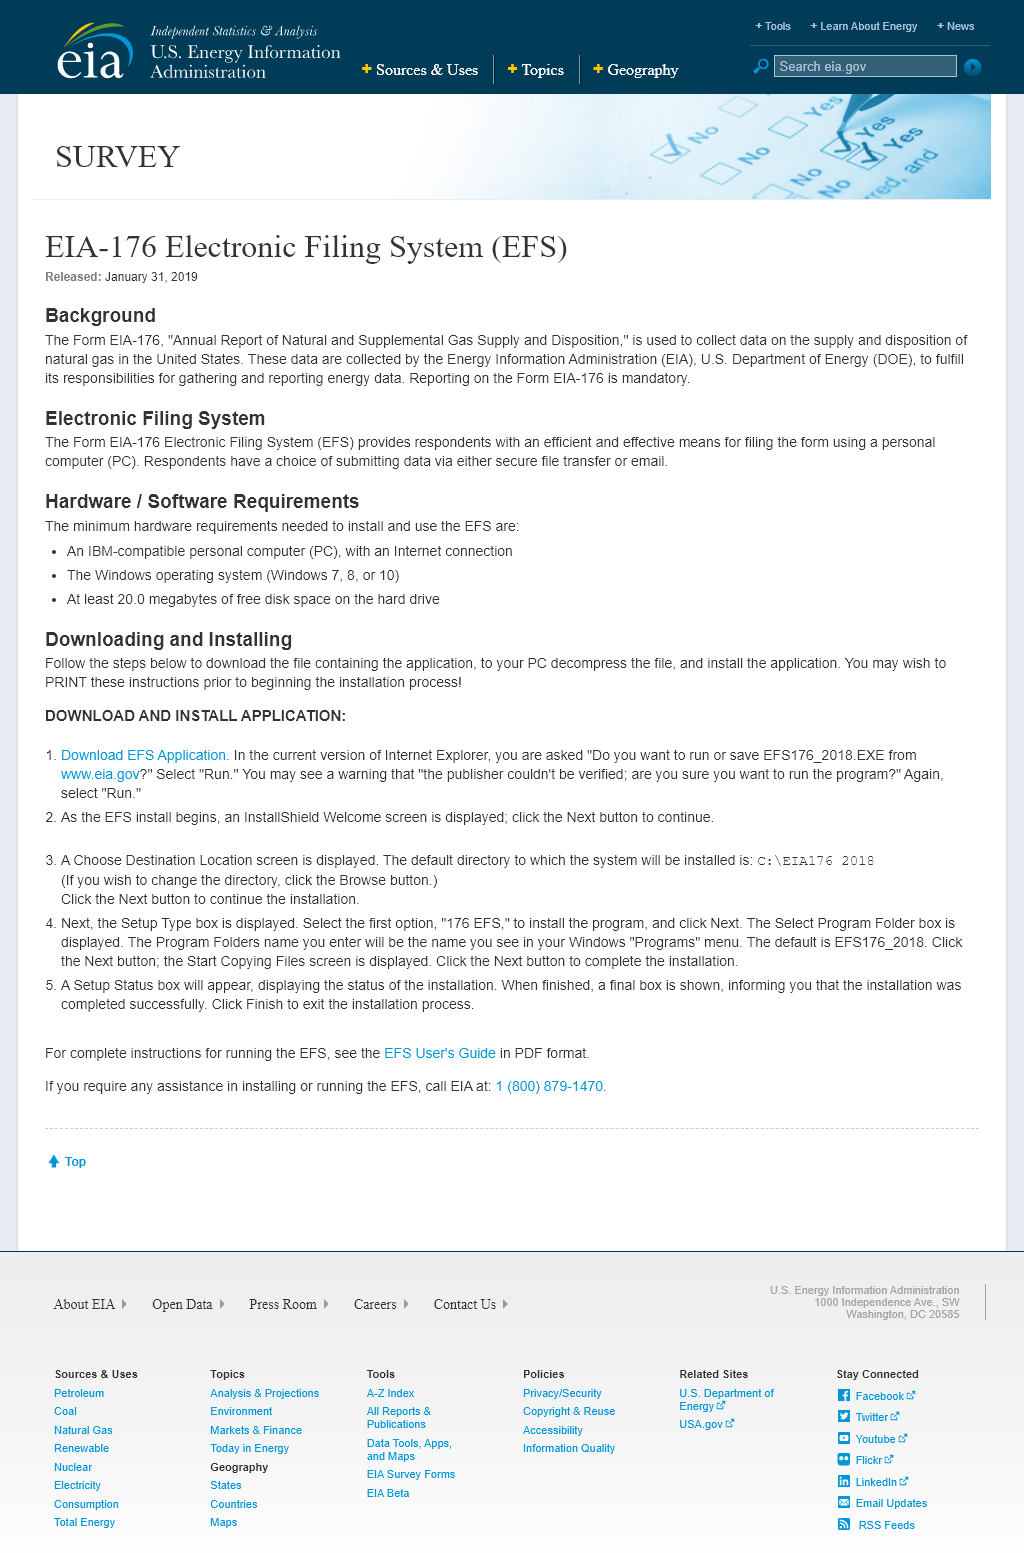 + Tools + Learn About Energy + News
eia
Independent Statistics & Analysis
U.S. Energy Information
Administration
+ Sources & Uses + Topics + Geography
Search eia.gov
SURVEY
No Yes Yes
No Yes
No
No
EIA-176 Electronic Filing System (EFS)
Released: January 31, 2019
Background
The Form EIA-176, "Annual Report of Natural and Supplemental Gas Supply and Disposition," is used to collect data on the supply and disposition of
natural gas in the United States. These data are collected by the Energy Information Administration (EIA), U.S. Department of Energy (DOE), to fulfill
its responsibilities for gathering and reporting energy data. Reporting on the Form EIA-176 is mandatory.
Electronic Filing System
The Form EIA-176 Electronic Filing System (EFS) provides respondents with an efficient and effective means for filing the form using a personal
computer (PC). Respondents have a choice of submitting data via either secure file transfer or email.
Hardware / Software Requirements
The minimum hardware requirements needed to install and use the EFS are:
• An IBM-compatible personal computer (PC), with an Internet connection
• The Windows operating system (Windows 7, 8, or 10)
• At least 20.0 megabytes of free disk space on the hard drive
Downloading and Installing
Follow the steps below to download the file containing the application, to your PC decompress the file, and install the application. You may wish to
PRINT these instructions prior to beginning the installation process!
DOWNLOAD AND INSTALL APPLICATION:
1. Download EFS Application. In the current version of Internet Explorer, you are asked "Do you want to run or save EFS176_2018.EXE from
www.eia.gov?" Select "Run." You may see a warning that "the publisher couldn't be verified; are you sure you want to run the program?" Again,
select "Run."
2. As the EFS install begins, an InstallShield Welcome screen is displayed; click the Next button to continue.
3. A Choose Destination Location screen is displayed. The default directory to which the system will be installed is: C:\EIA176 2018
(If you wish to change the directory, click the Browse button.)
Click the Next button to continue the installation.
4. Next, the Setup Type box is displayed. Select the first option, "176 EFS," to install the program, and click Next. The Select Program Folder box is
displayed. The Program Folders name you enter will be the name you see in your Windows "Programs" menu. The default is EFS176_2018. Click
the Next button; the Start Copying Files screen is displayed. Click the Next button to complete the installation.
5. A Setup Status box will appear, displaying the status of the installation. When finished, a final box is shown, informing you that the installation was
completed successfully. Click Finish to exit the installation process.
For complete instructions for running the EFS, see the EFS User's Guide in PDF format.
If you require any assistance in installing or running the EFS, call EIA at: 1 (800) 879-1470.
Top
About EIA Open Data Press Room Careers Contact Us
U.S. Energy Information Administration
1000 Independence Ave., SW
Washington, DC 20585
Sources & Uses
Petroleum
Coal
Natural Gas
Renewable
Nuclear
Electricity
Consumption
Total Energy
Topics
Analysis & Projections
Environment
Markets & Finance
Today in Energy
Geography
States
Countries
Maps
Tools
A-Z Index
All Reports &
Publications
Data Tools, Apps,
and Maps
EIA Survey Forms
EIA Beta
Policies
Privacy/Security
Copyright & Reuse
Accessibility
Information Quality
Related Sites
U.S. Department of
Energy
USA.gov
Stay Connected
Facebook
Twitter
Youtube
Flickr
LinkedIn
Email Updates
RSS Feeds